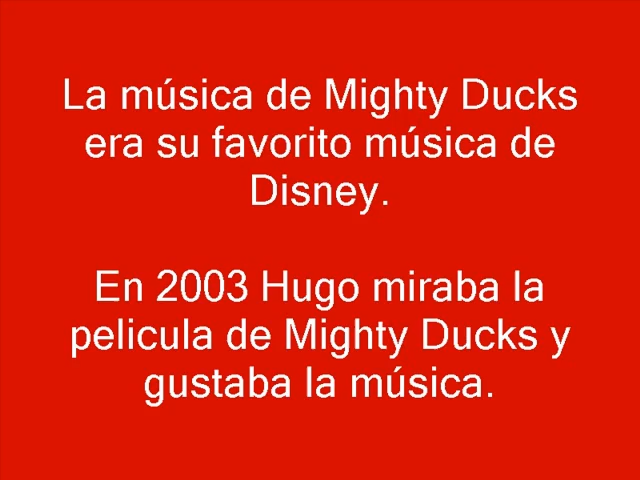 La música de Mighty Ducks
era su favorito música de
Disney.
En 2003 Hugo miraba la
pelicula de Mighty Ducks y
gustaba la música.